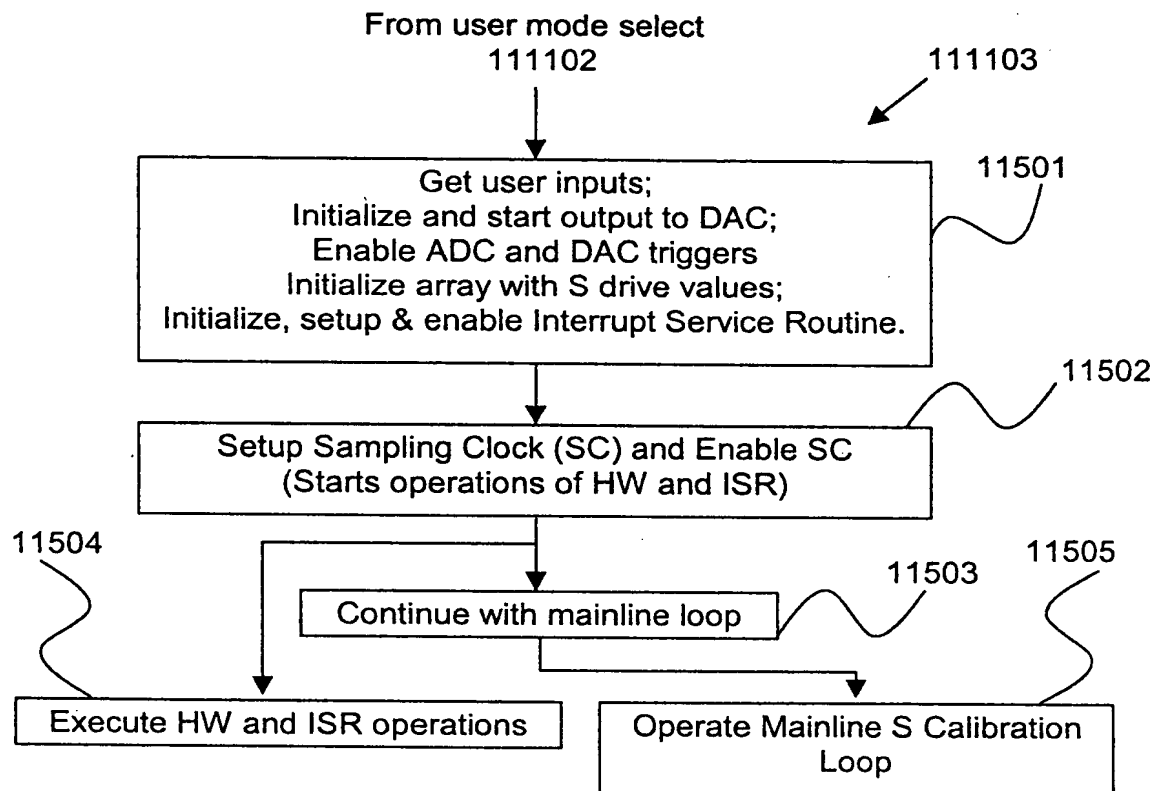 From user mode select
111102
111103
11501
Get user inputs;
Initialize and start output to DAC;
Enable ADC and DAC triggers
Initialize array with S drive values;
Initialize, setup & enable Interrupt Service Routine.
11502
Setup Sampling Clock (SC) and Enable SC
(Starts operations of HW and ISR)
11504
11503
11505
Continue with mainline loop
Execute HW and ISR operations
Operate Mainline S Calibration
Loop